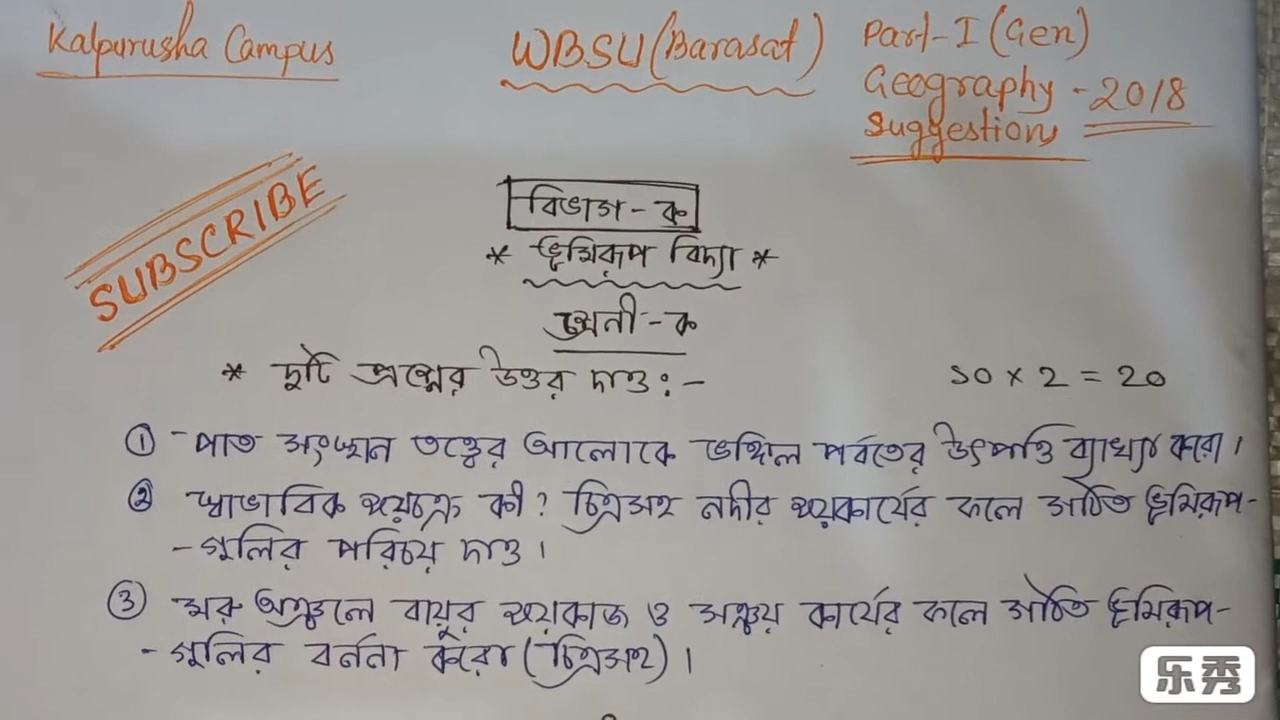 Kalpurusha Campus
WBSU (Barasat)
Part-I (Gen)
Geography - 2018
Suggestion
SUBSCRIBE
বিভাগ - ক
* ভূমিরূপ বিদ্যা *
শ্রেনী - ক
* দুটি প্রশ্নের উত্তর দাও :- 10 × 2 = 20
① পাত সংস্থান তত্ত্বের আলোকে ভঙ্গিল পর্বতের উৎপত্তি ব্যাখ্যা করো।
② স্বাভাবিক ক্ষয়চক্র কী? চিত্রসহ নদীর ক্ষয়কার্যের ফলে গঠিত ভূমিরূপ-
-গুলির পরিচয় দাও।
③ মরু অঞ্চলে বায়ুর ক্ষয়কাজ ও সঞ্চয় কার্যের ফলে গঠিত ভূমিরূপ-
-গুলির বর্ননা করো (চিত্রসহ)।
乐秀